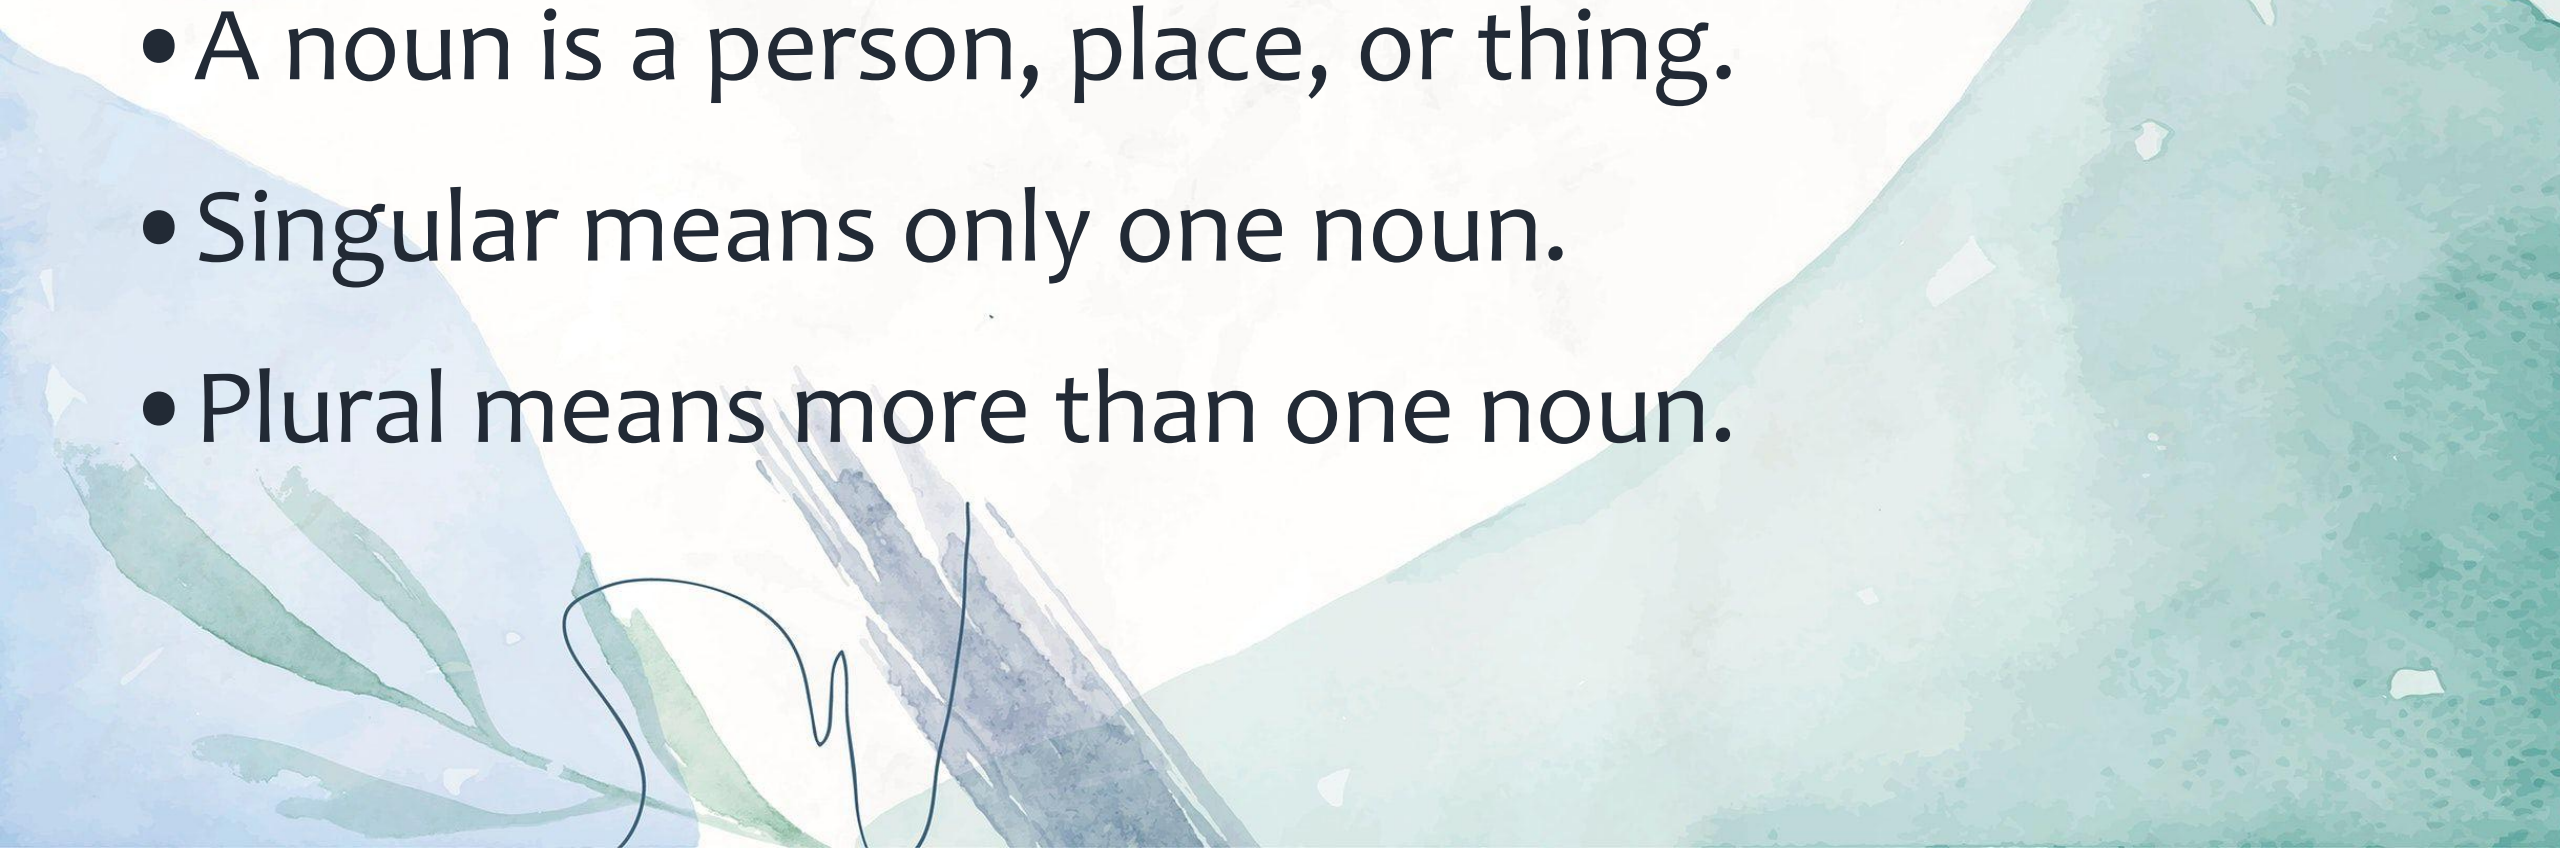 •A noun is a person, place, or thing.
•Singular means only one noun.
•Plural means more than one noun.